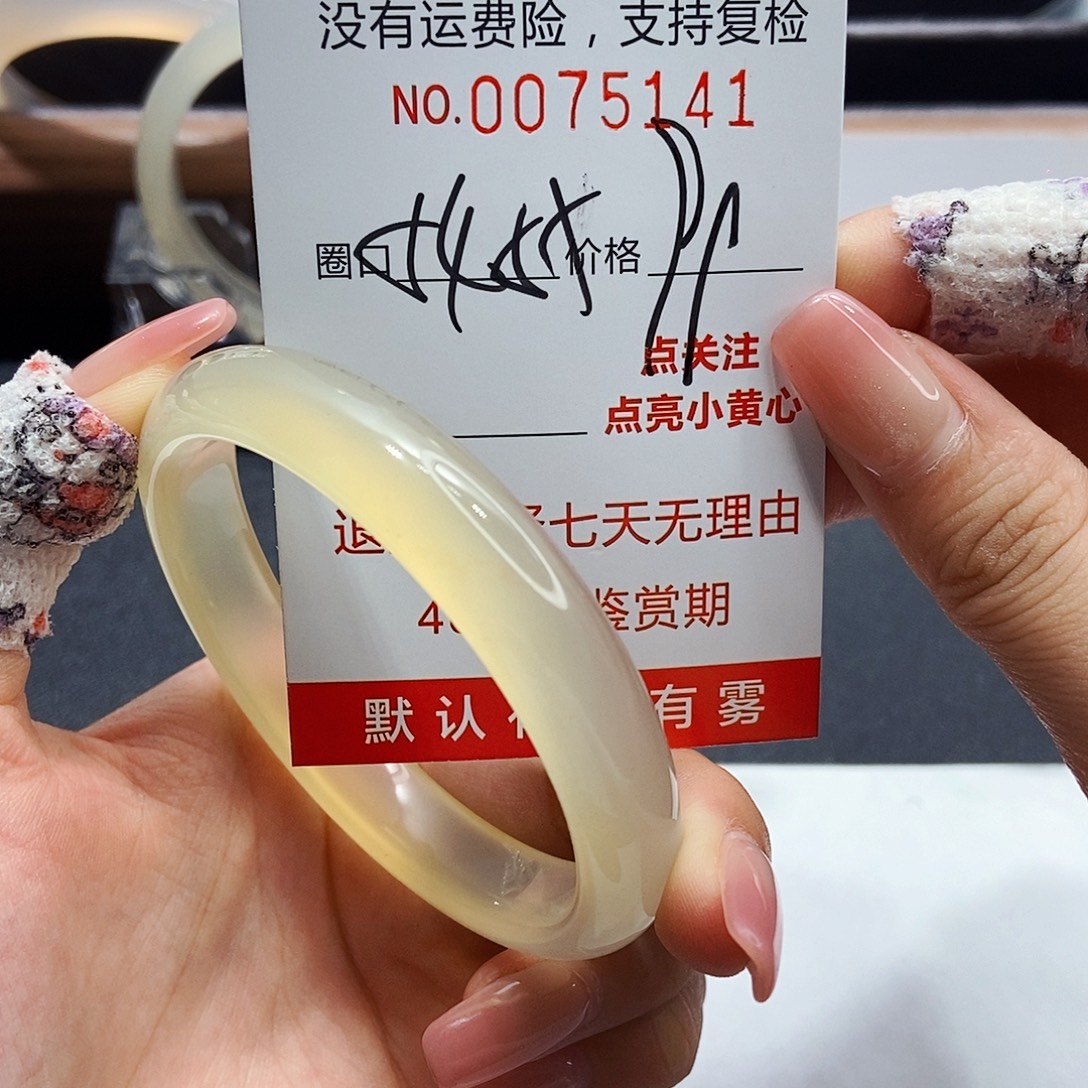 没有运费险，支持复检
NO.0075141
圈口 价格
点关注
点亮小黄心
七天无理由
鉴赏期
默认 有雾